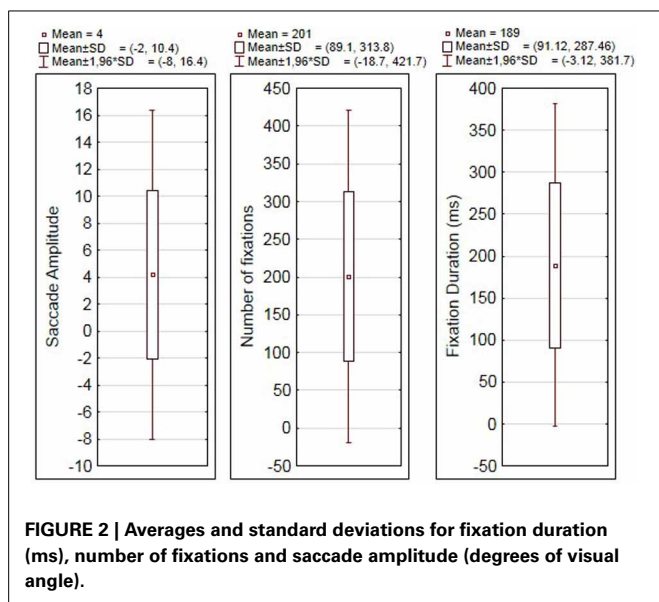 Mean = 4
Mean±SD = (-2, 10.4)
Mean±1,96*SD = (-8, 16.4)
18
16
14
12
10
8
6
4
2
0
-2
-4
-6
-8
-10
Saccade Amplitude
Mean = 201
Mean±SD = (89.1, 313.8)
Mean±1,96*SD = (-18.7, 421.7)
450
400
350
300
250
200
150
100
50
0
-50
Number of fixations
Mean = 189
Mean±SD = (91.12, 287.46)
Mean±1,96*SD = (-3.12, 381.7)
400
350
300
250
200
150
100
50
0
-50
Fixation Duration (ms)
FIGURE 2 | Averages and standard deviations for fixation duration
(ms), number of fixations and saccade amplitude (degrees of visual
angle).